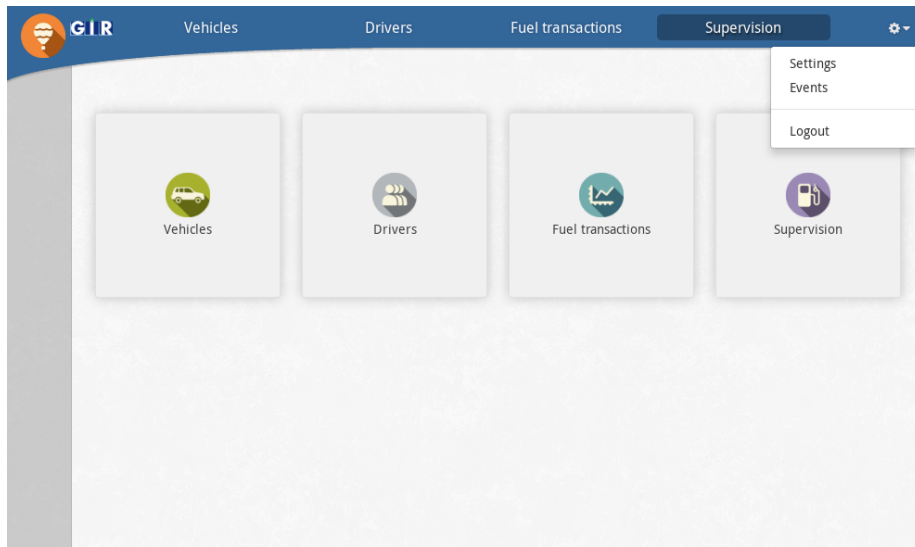 GIR Vehicles Drivers Fuel transactions Supervision
Settings
Events
Logout
Vehicles Drivers Fuel transactions Supervision